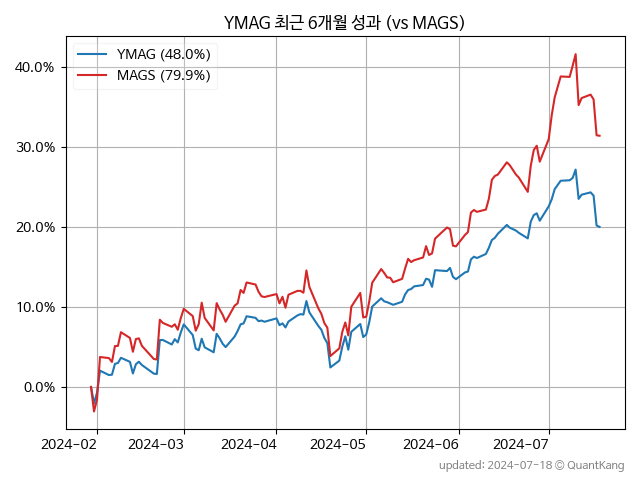 YMAG 최근 6개월 성과 (vs MAGS)
YMAG (48.0%)
MAGS (79.9%)
40.0%
30.0%
20.0%
10.0%
0.0%
2024-02 2024-03 2024-04 2024-05 2024-06 2024-07
updated: 2024-07-18 © QuantKang